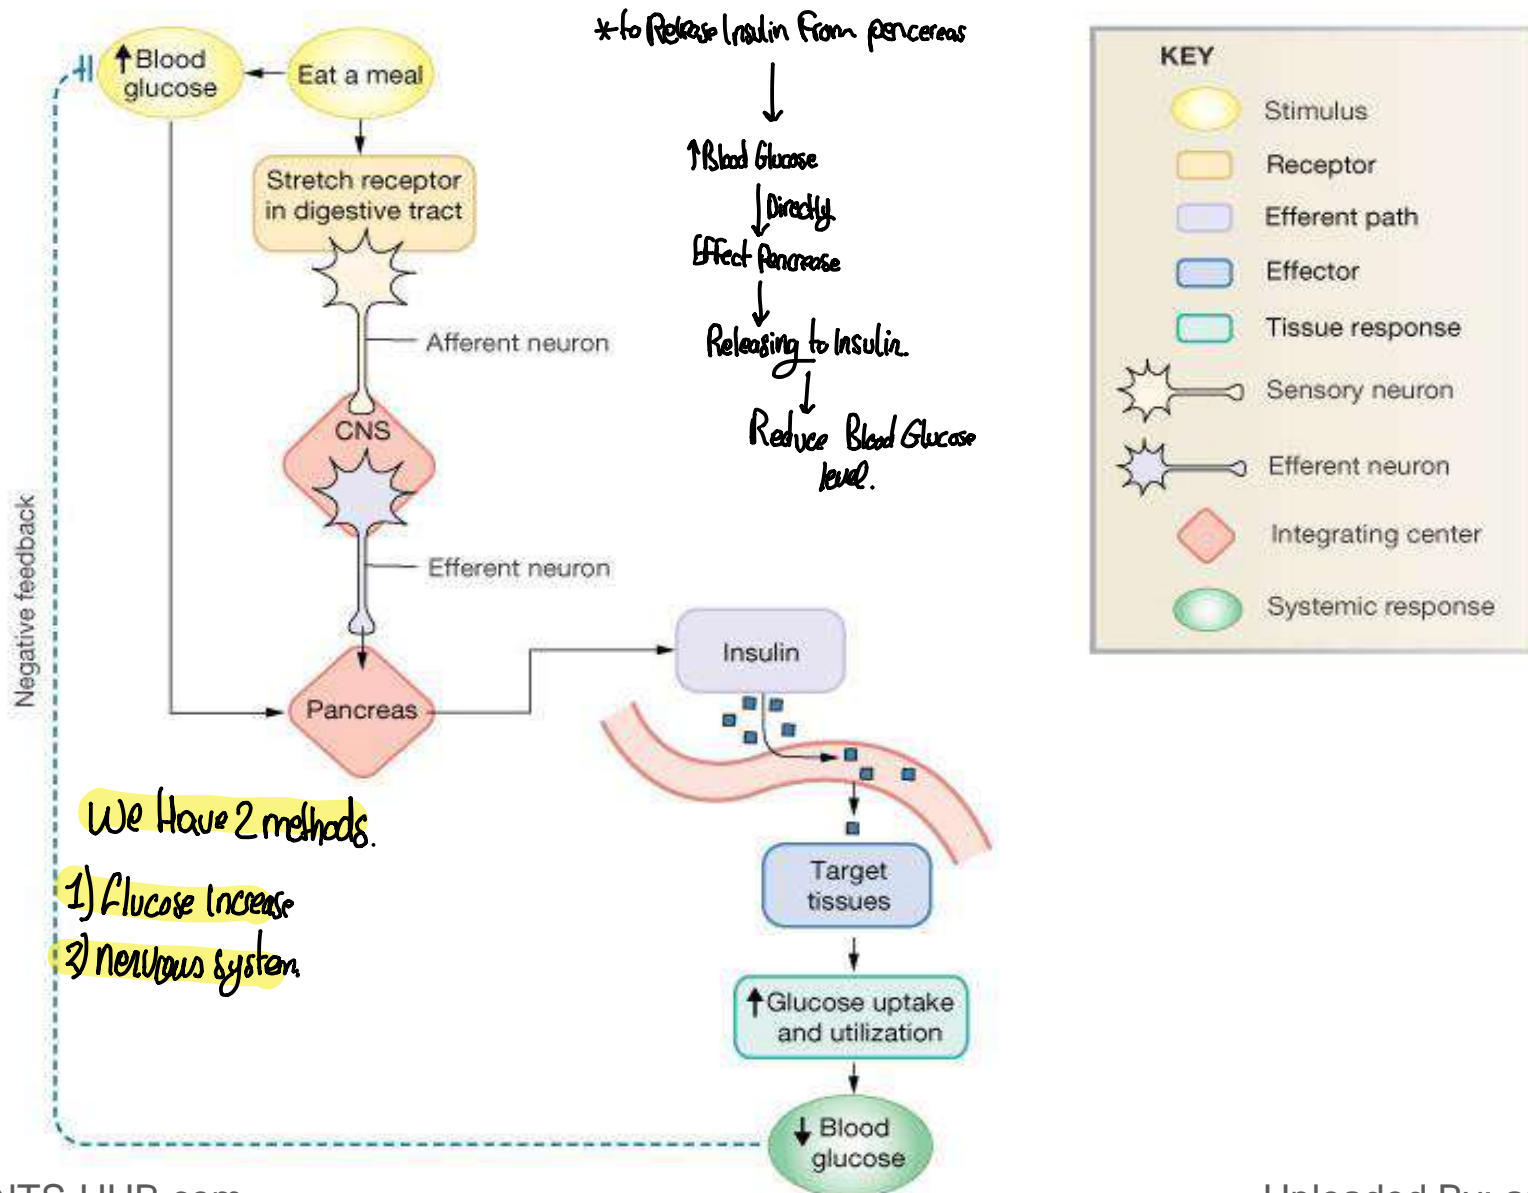 ↑Blood
glucose
Eat a meal
Stretch receptor
in digestive tract
Afferent neuron
CNS
Efferent neuron
Pancreas
Negative feedback
We Have 2 methods.
1) Glucose Increase
2) nervous system.
*to Release Insulin From pencereas
↑Blood Glucose
Directly.
Effect Pencrease
Releasing to Insulin.
Reduce Blood Glucose
level.
Insulin
Target
tissues
↑Glucose uptake
and utilization
↓Blood
glucose
KEY
Stimulus
Receptor
Efferent path
Effector
Tissue response
Sensory neuron
Efferent neuron
Integrating center
Systemic response